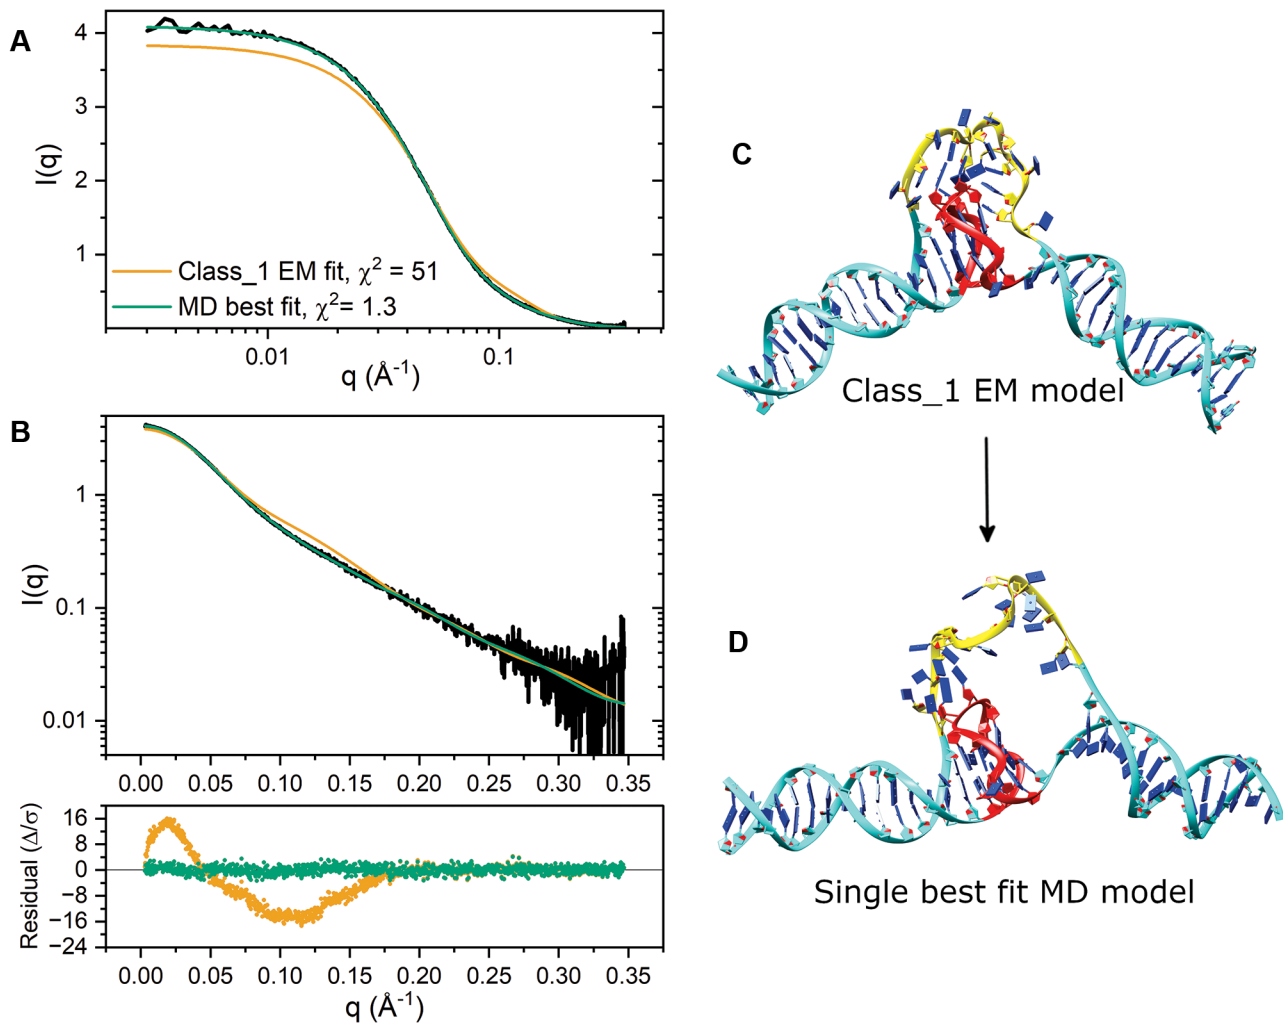 A
4
3
2
1
I(q)
Class_1 EM fit, χ² = 51
MD best fit, χ²= 1.3
0.01
0.1
q (Å⁻¹)
B
1
0.1
0.01
I(q)
0.00
0.05
0.10
0.15
0.20
0.25
0.30
0.35
16
8
0
−8
−16
−24
Residual (Δ/σ)
0.00
0.05
0.10
0.15
0.20
0.25
0.30
0.35
q (Å⁻¹)
C
Class_1 EM model
D
Single best fit MD model